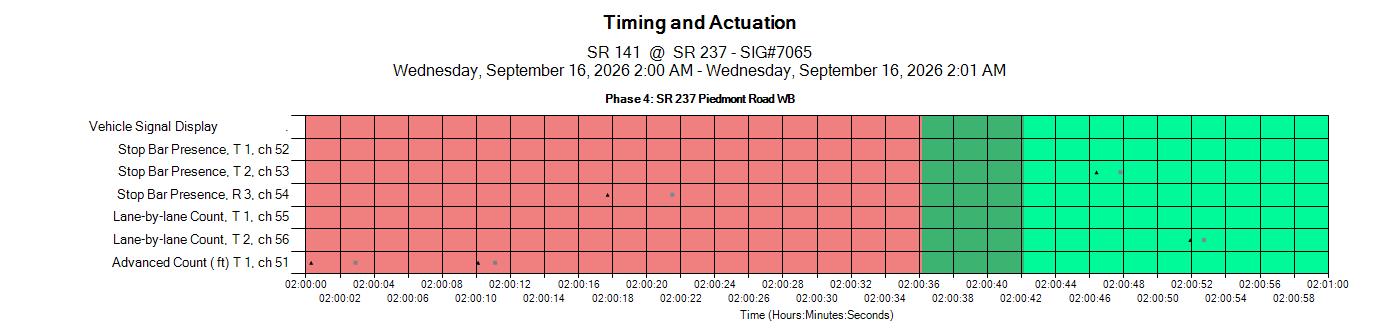 Timing and Actuation
SR 141 @ SR 237 - SIG#7065
Wednesday, September 16, 2026 2:00 AM - Wednesday, September 16, 2026 2:01 AM
Phase 4: SR 237 Piedmont Road WB
Vehicle Signal Display .
Stop Bar Presence, T 1, ch 52
Stop Bar Presence, T 2, ch 53
Stop Bar Presence, R 3, ch 54
Lane-by-lane Count, T 1, ch 55
Lane-by-lane Count, T 2, ch 56
Advanced Count ( ft) T 1, ch 51
02:00:00 02:00:04 02:00:08 02:00:12 02:00:16 02:00:20 02:00:24 02:00:28 02:00:32 02:00:36 02:00:40 02:00:44 02:00:48 02:00:52 02:00:56 02:01:00
02:00:02 02:00:06 02:00:10 02:00:14 02:00:18 02:00:22 02:00:26 02:00:30 02:00:34 02:00:38 02:00:42 02:00:46 02:00:50 02:00:54 02:00:58
Time (Hours:Minutes:Seconds)